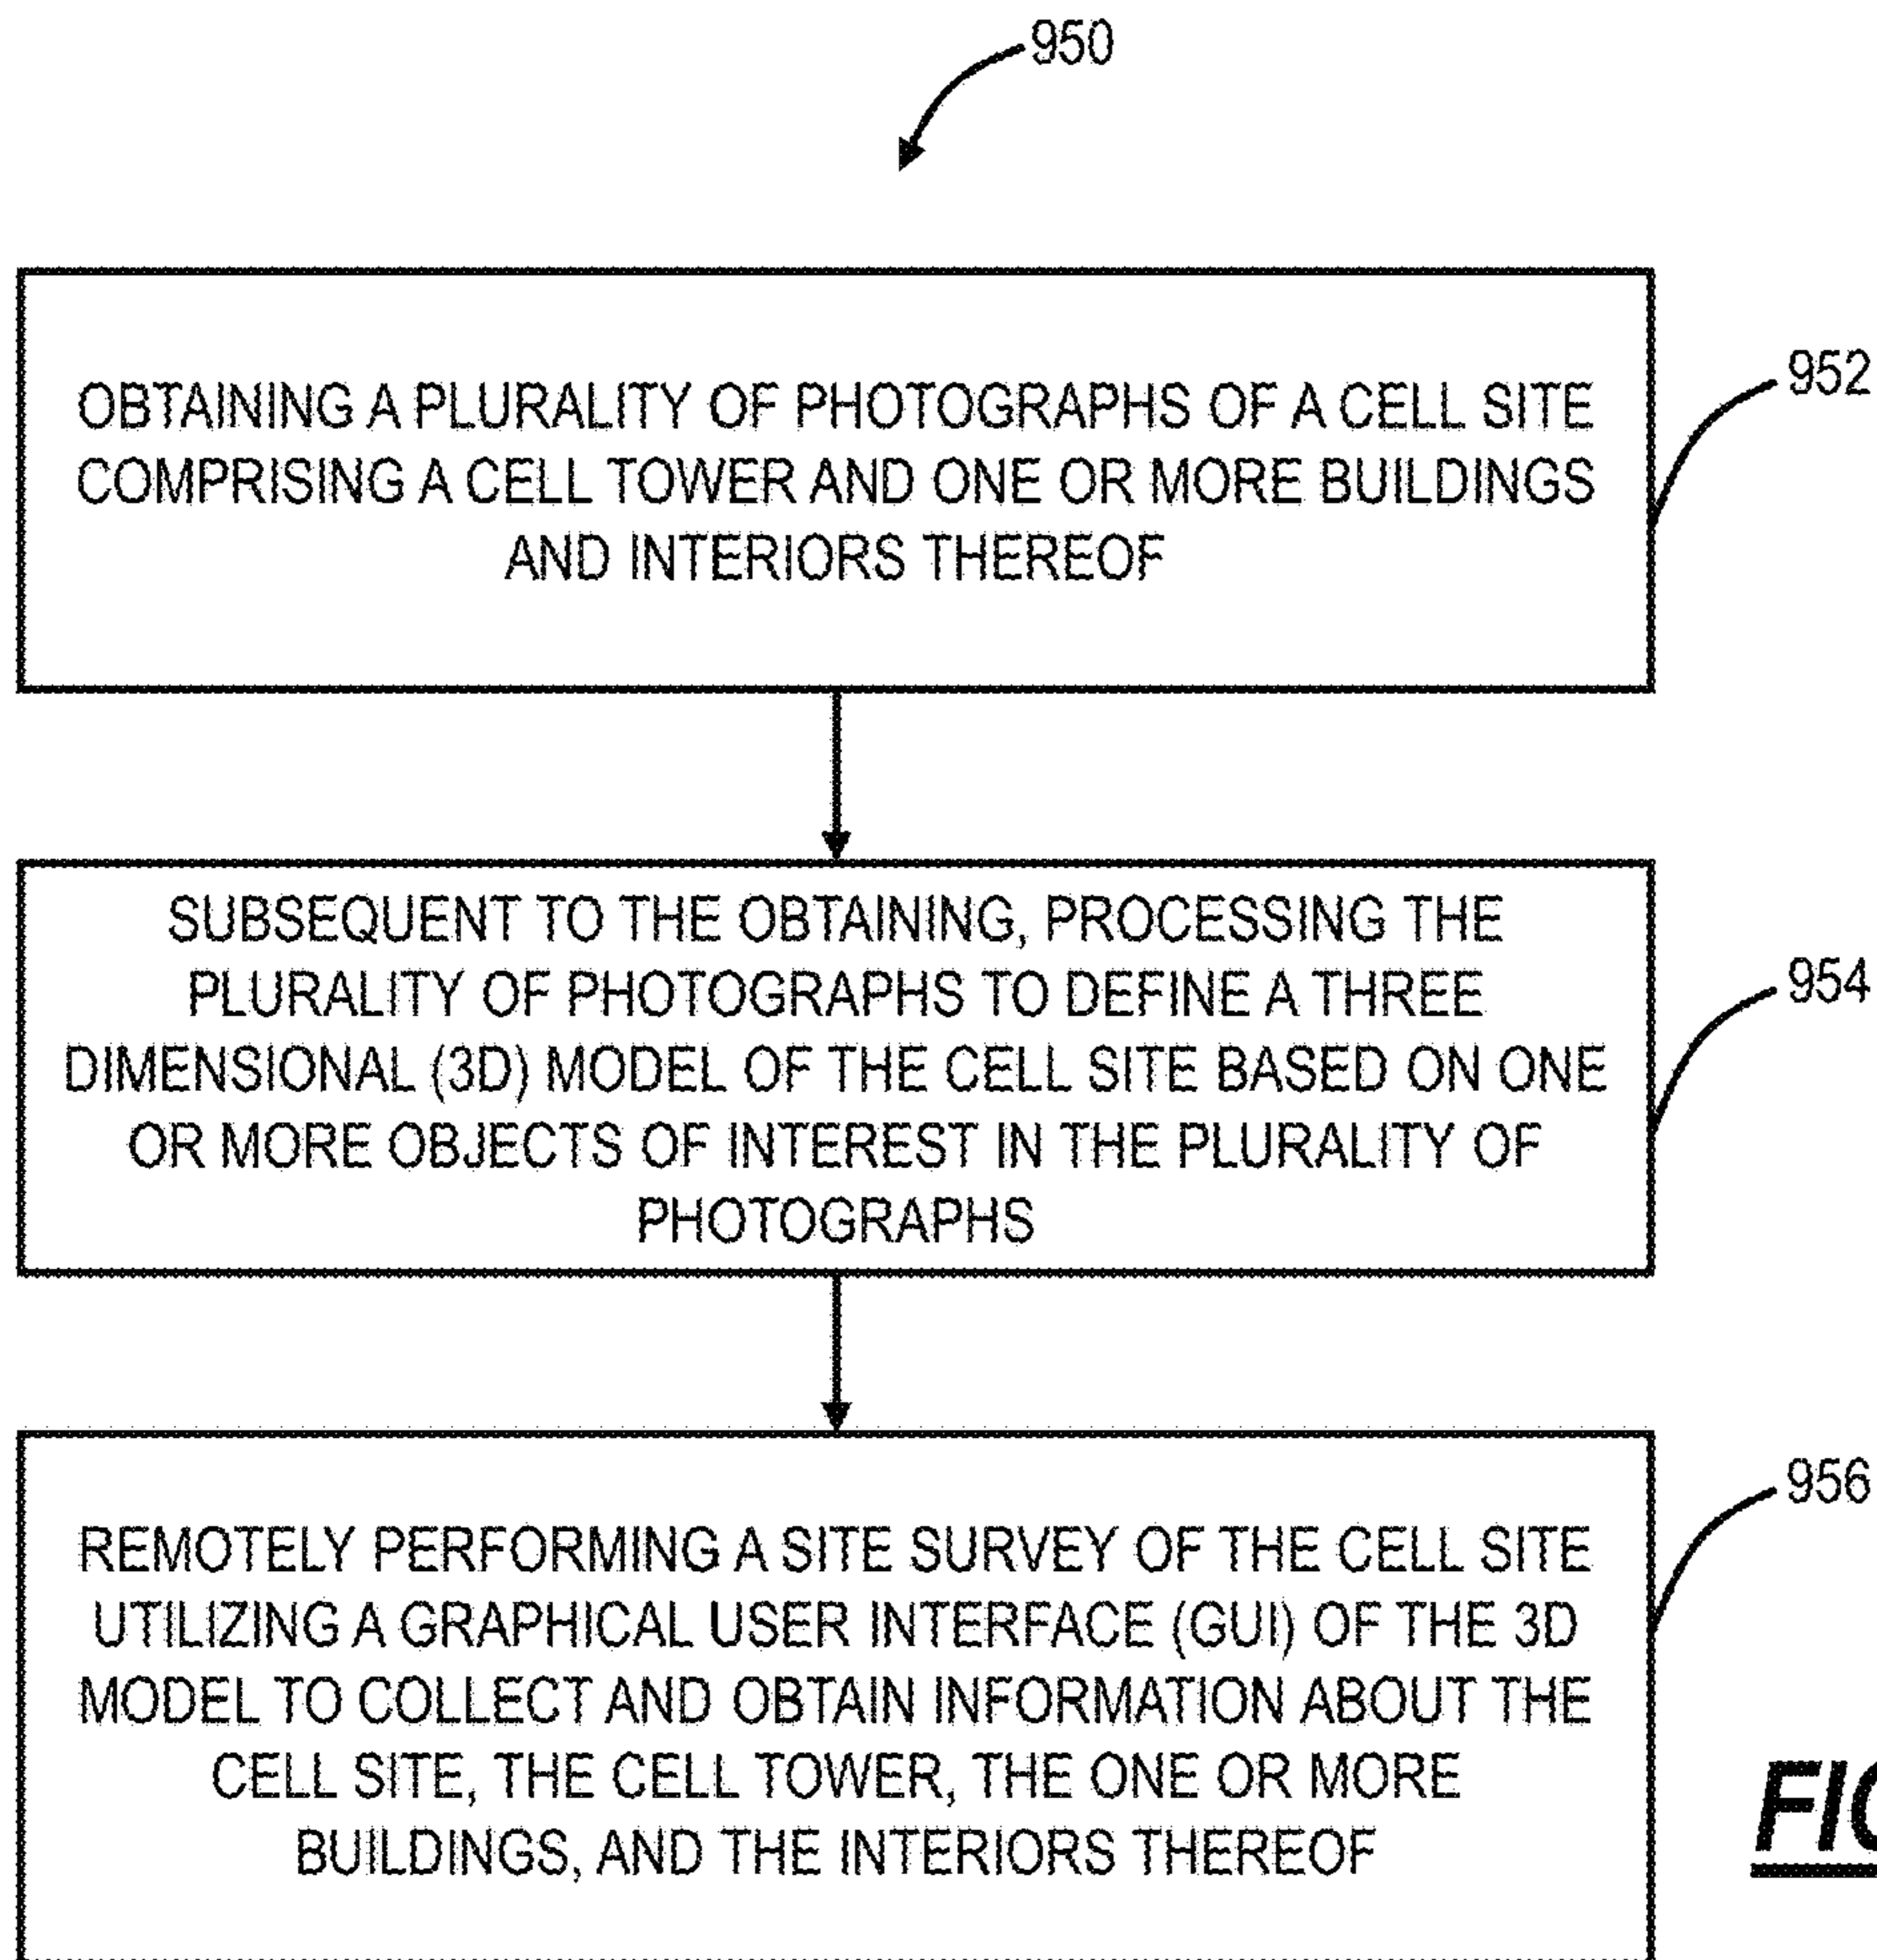 950
OBTAINING A PLURALITY OF PHOTOGRAPHS OF A CELL SITE
COMPRISING A CELL TOWER AND ONE OR MORE BUILDINGS
AND INTERIORS THEREOF
952
SUBSEQUENT TO THE OBTAINING, PROCESSING THE
PLURALITY OF PHOTOGRAPHS TO DEFINE A THREE
DIMENSIONAL (3D) MODEL OF THE CELL SITE BASED ON ONE
OR MORE OBJECTS OF INTEREST IN THE PLURALITY OF
PHOTOGRAPHS
954
REMOTELY PERFORMING A SITE SURVEY OF THE CELL SITE
UTILIZING A GRAPHICAL USER INTERFACE (GUI) OF THE 3D
MODEL TO COLLECT AND OBTAIN INFORMATION ABOUT THE
CELL SITE, THE CELL TOWER, THE ONE OR MORE
BUILDINGS, AND THE INTERIORS THEREOF
956